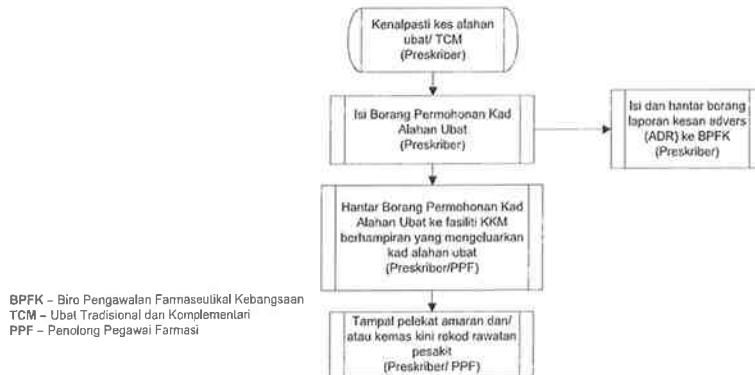 Kenalpasti kes alahan
ubat/ TCM
(Preskriber)
Isi Borang Permohonan Kad
Alahan Ubat
(Preskriber)
Isi dan hantar borang
laporan kesan advers
(ADR) ke BPFK
(Preskriber)
Hantar Borang Permohonan Kad
Alahan Ubat ke fasiliti KKM
berhampiran yang mengeluarkan
kad alahan ubat
(Preskriber/PPF)
Tampal pelekat amaran dan/
atau kemas kini rekod rawatan
pesakit
(Preskriber/ PPF)
BPFK – Biro Pengawalan Farmaseutikal Kebangsaan
TCM – Ubat Tradisional dan Komplementari
PPF – Penolong Pegawai Farmasi